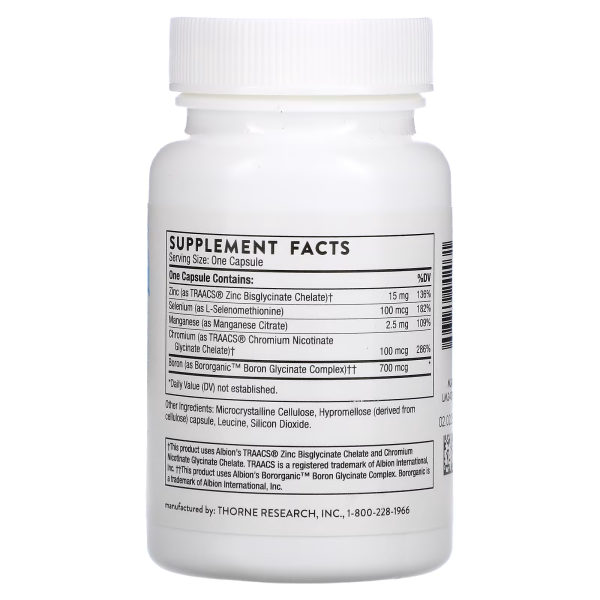 SUPPLEMENT FACTS
Serving Size: One Capsule
One Capsule Contains: %DV
Zinc (as TRAACS® Zinc Bisglycinate Chelate)† 15 mg 136%
Selenium (as L-Selenomethionine) 100 mcg 182%
Manganese (as Manganese Citrate) 2.5 mg 109%
Chromium (as TRAACS® Chromium Nicotinate
Glycinate Chelate)† 100 mcg 286%
Boron (as Bororganic™ Boron Glycinate Complex)†† 700 mcg *
*Daily Value (DV) not established.
Other ingredients: Microcrystalline Cellulose, Hypromellose (derived from
cellulose) capsule, Leucine, Silicon Dioxide.
†This product uses Albion's TRAACS® Zinc Bisglycinate Chelate and Chromium
Nicotinate Glycinate Chelate. TRAACS is a registered trademark of Albion International,
Inc. ††This product uses Albion's Bororganic™ Boron Glycinate Complex. Bororganic is
a trademark of Albion International, Inc.
manufactured by: THORNE RESEARCH, INC., 1-800-228-1966